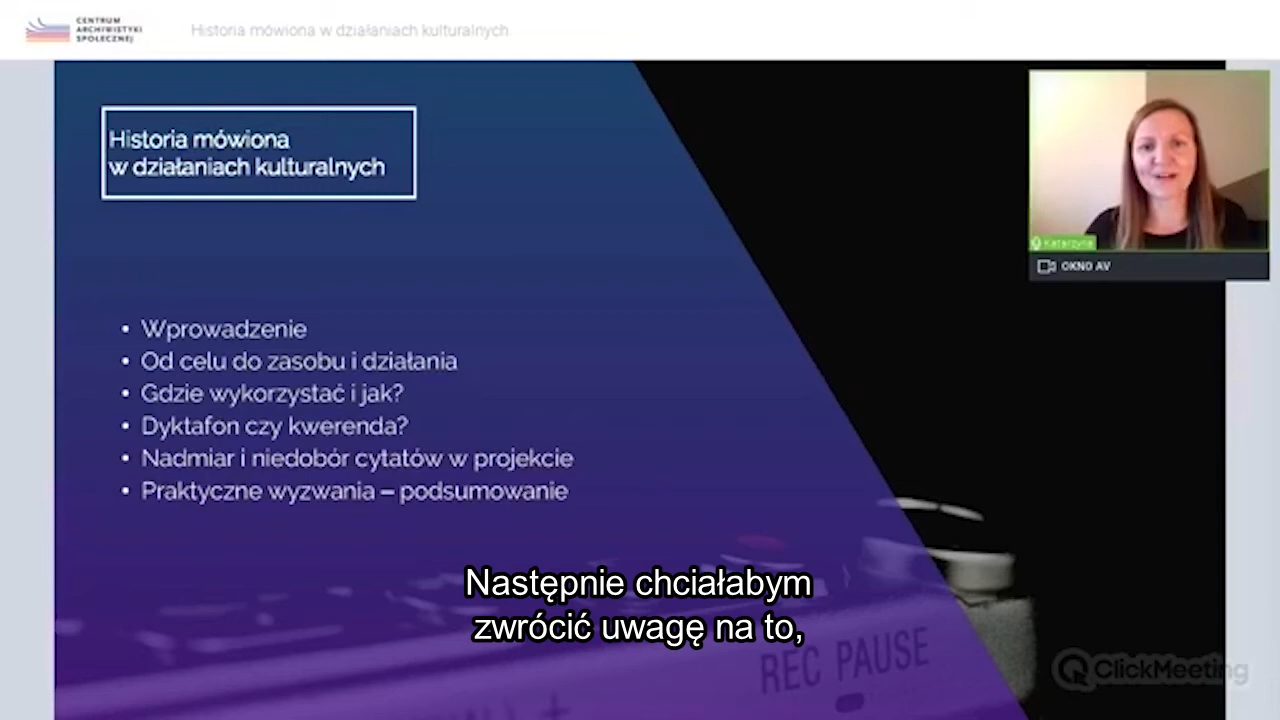 CENTRUM
ARCHIWISTYKI
SPOŁECZNEJ
Historia mówiona w działaniach kulturalnych
Historia mówiona
w działaniach kulturalnych
Katarzyna
OKNO AV
• Wprowadzenie
• Od celu do zasobu i działania
• Gdzie wykorzystać i jak?
• Dyktafon czy kwerenda?
• Nadmiar i niedobór cytatów w projekcie
• Praktyczne wyzwania – podsumowanie
Następnie chciałabym
zwrócić uwagę na to,
REC PAUSE
ClickMeeting